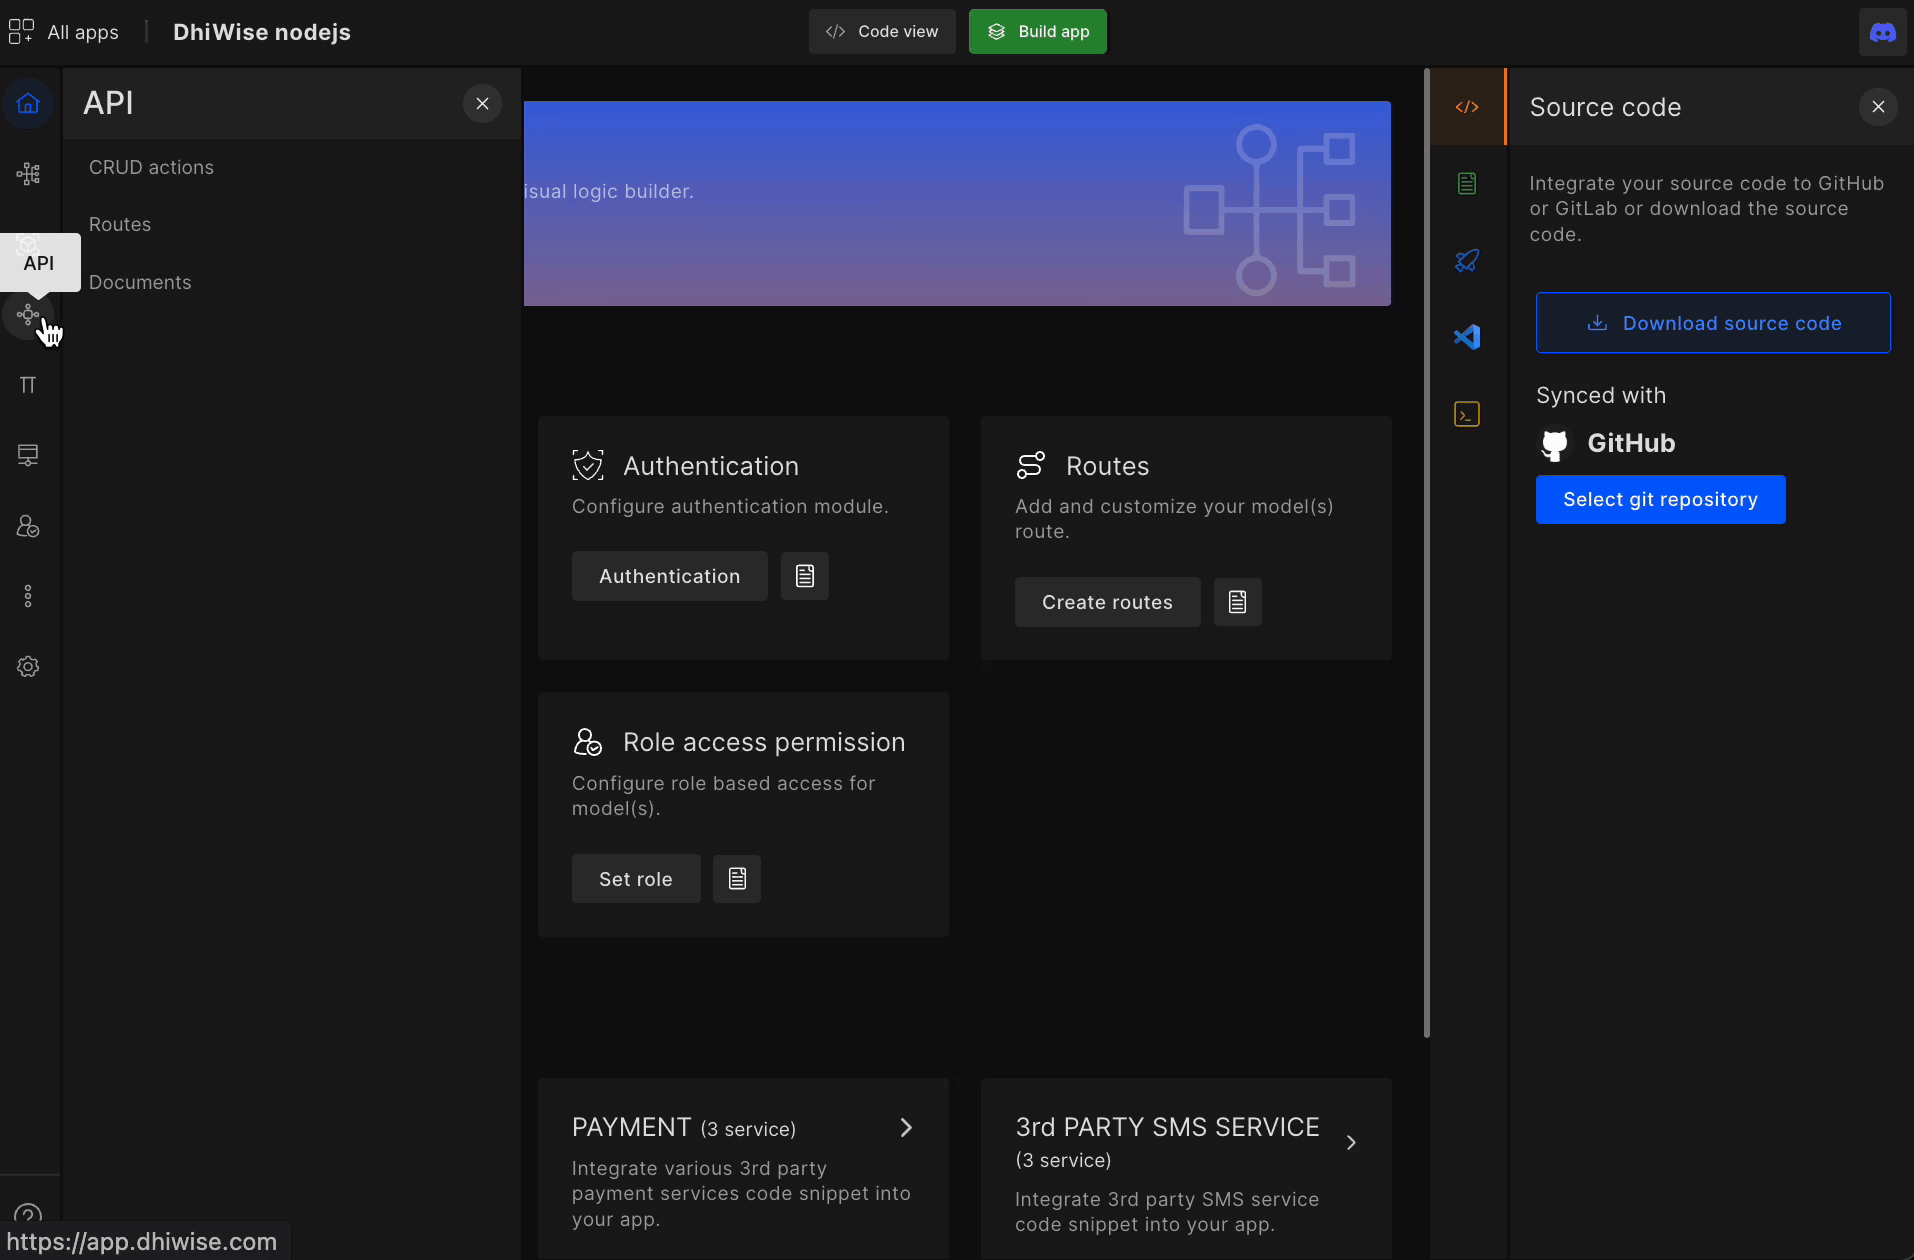 All apps
DhiWise nodejs
Code view
Build app
API
CRUD actions
Routes
Documents
API
isual logic builder.
Authentication
Configure authentication module.
Authentication
Routes
Add and customize your model(s)
route.
Create routes
Role access permission
Configure role based access for
model(s).
Set role
PAYMENT (3 service)
Integrate various 3rd party
payment services code snippet into
your app.
3rd PARTY SMS SERVICE
(3 service)
Integrate 3rd party SMS service
code snippet into your app.
Source code
Integrate your source code to GitHub
or GitLab or download the source
code.
Download source code
Synced with
GitHub
Select git repository
https://app.dhiwise.com